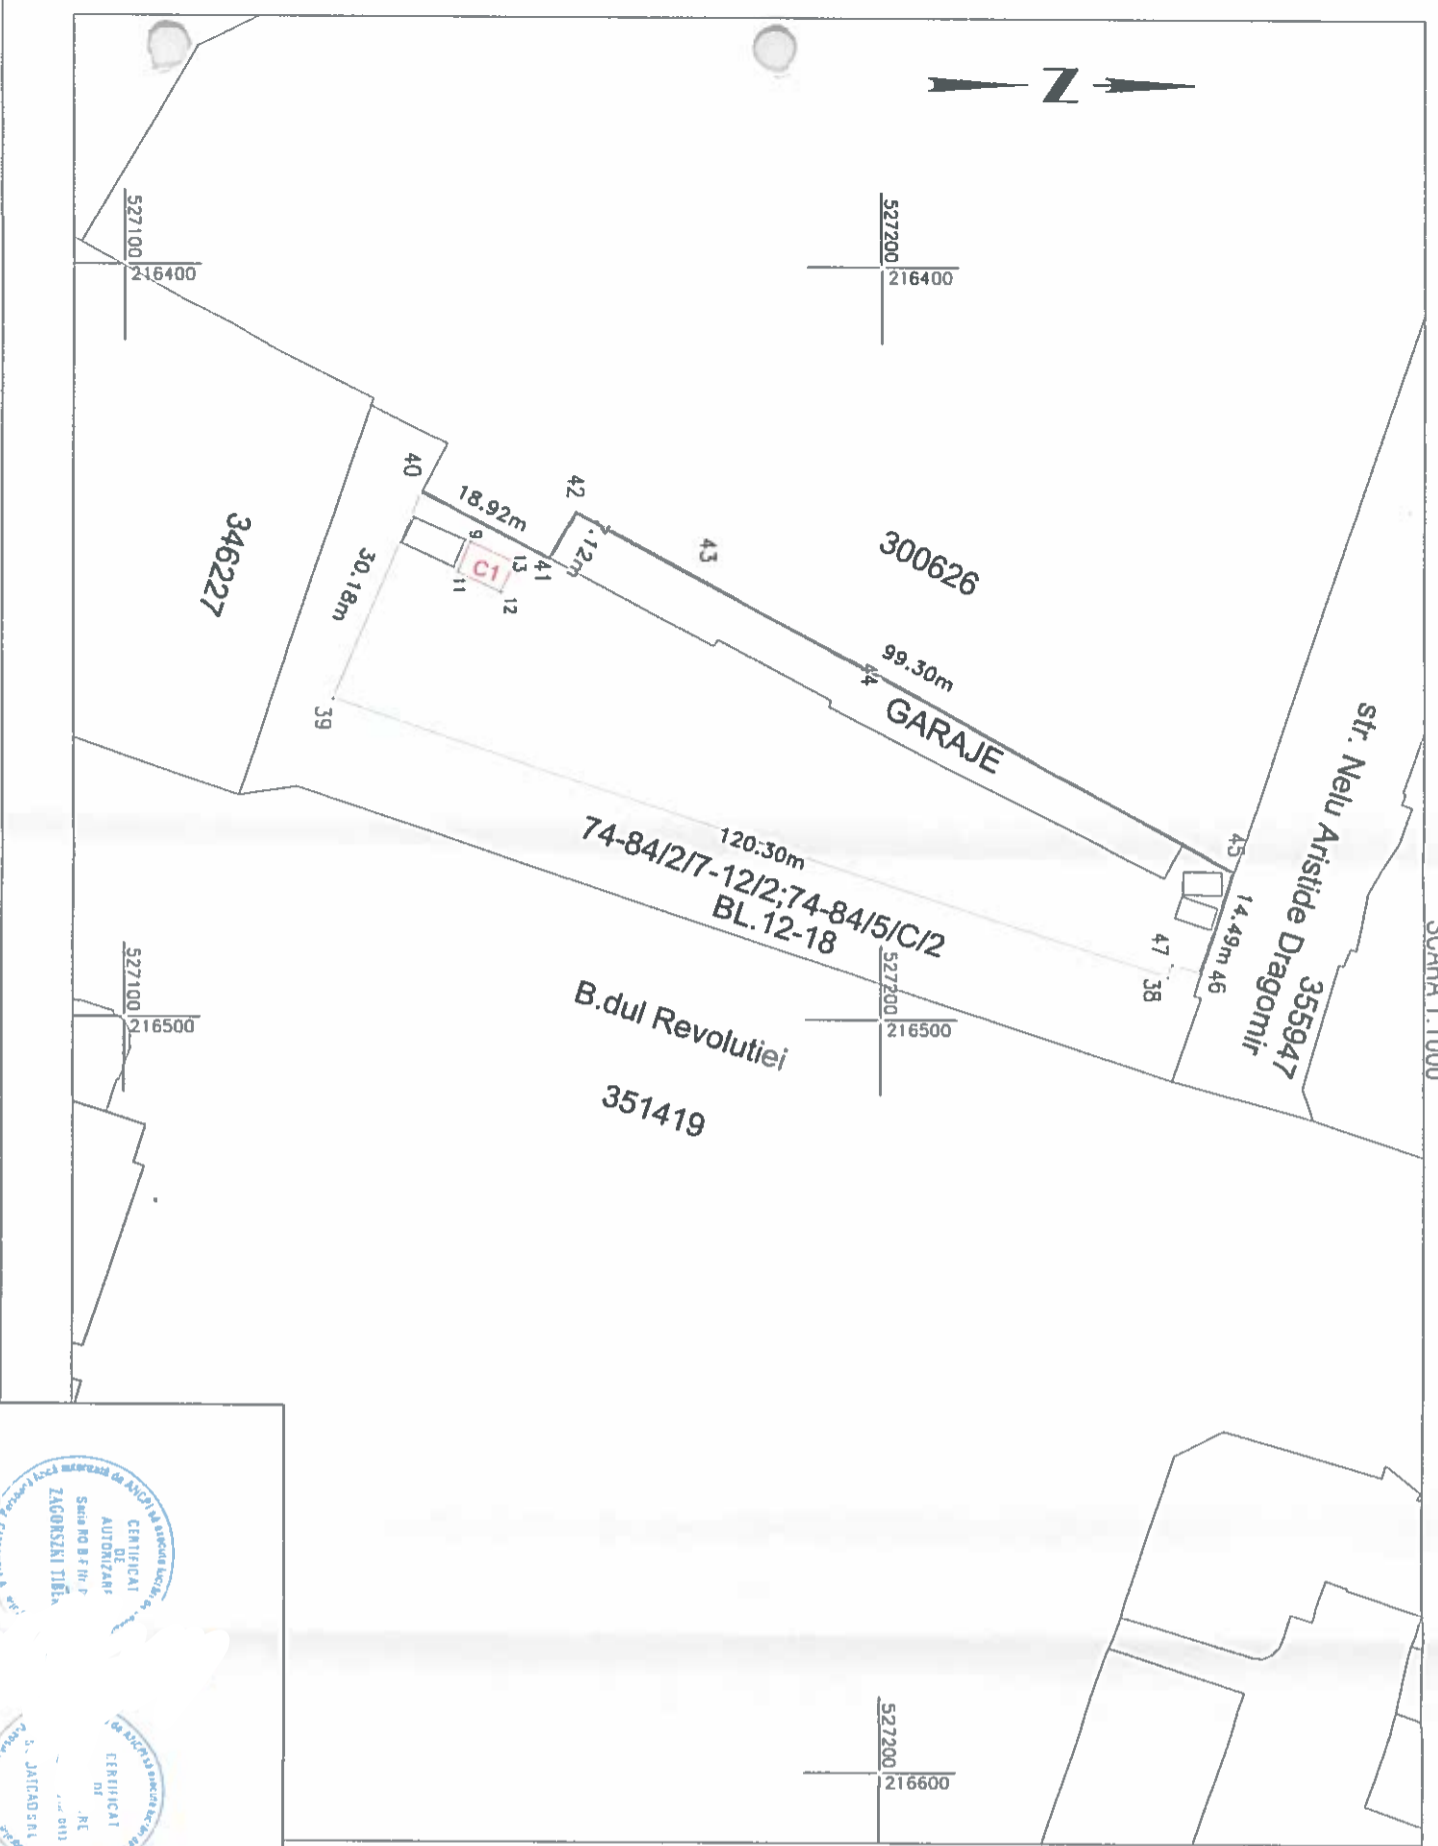 N
527100
216400
527200
216400
300626
346227
40
18.92m
42
43
9
13
41
C1
11
12
30.18m
39
44
99.30m
GARAJE
45
14.49m
46
47
38
str. Nelu Aristide Dragomir
355947
120.30m
74-84/2/7-12/2;74-84/5/C/2
BL.12-18
B.dul Revolutiei
351419
527100
216500
527200
216500
527200
216600
CERTIFICAT
DE
AUTORIZARE
ZAGORSZKI
CERTIFICAT
DE